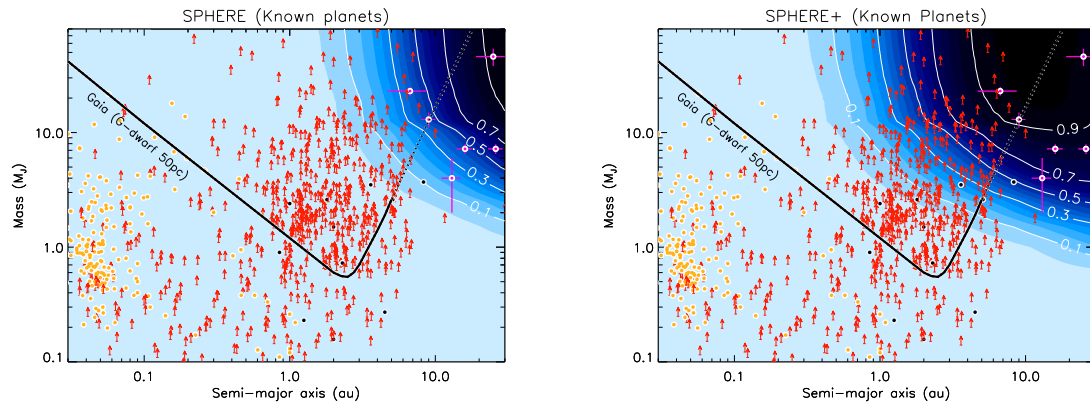 SPHERE (Known planets)
10.0
1.0
0.1
Mass (MJ)
Gaia (G-dwarf 50pc)
0.7
0.5
0.3
0.1
0.1
1.0
10.0
Semi-major axis (au)
SPHERE+ (Known Planets)
10.0
1.0
0.1
Mass (MJ)
Gaia (G-dwarf 50pc)
0.1
0.9
0.7
0.5
0.3
0.1
0.1
1.0
10.0
Semi-major axis (au)